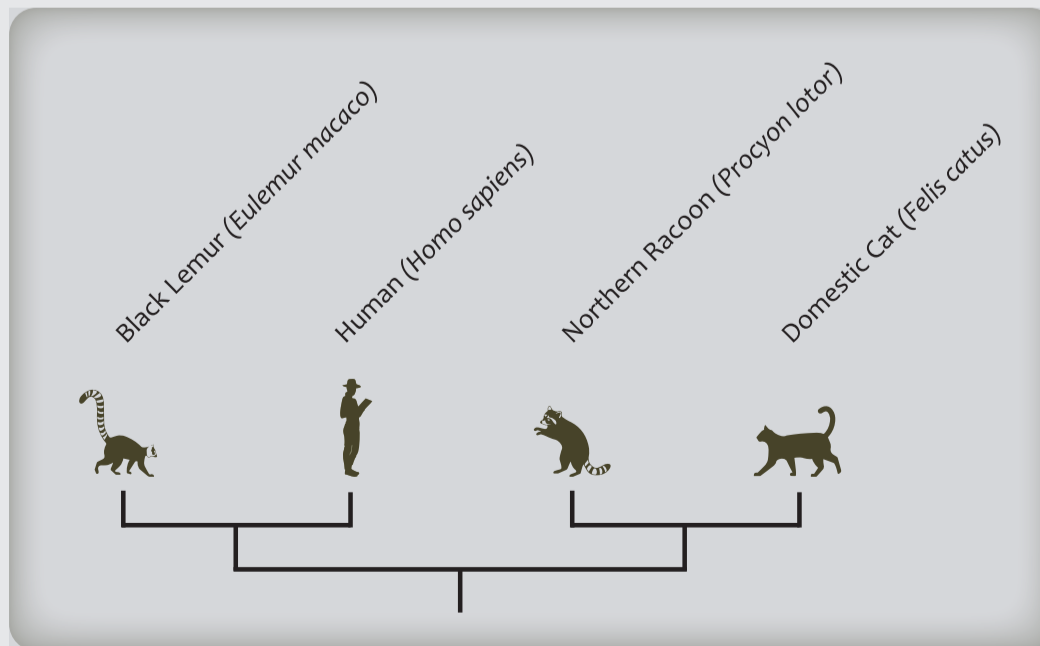 Black Lemur (Eulemur macaco)
Human (Homo sapiens)
Northern Racoon (Procyon lotor)
Domestic Cat (Felis catus)